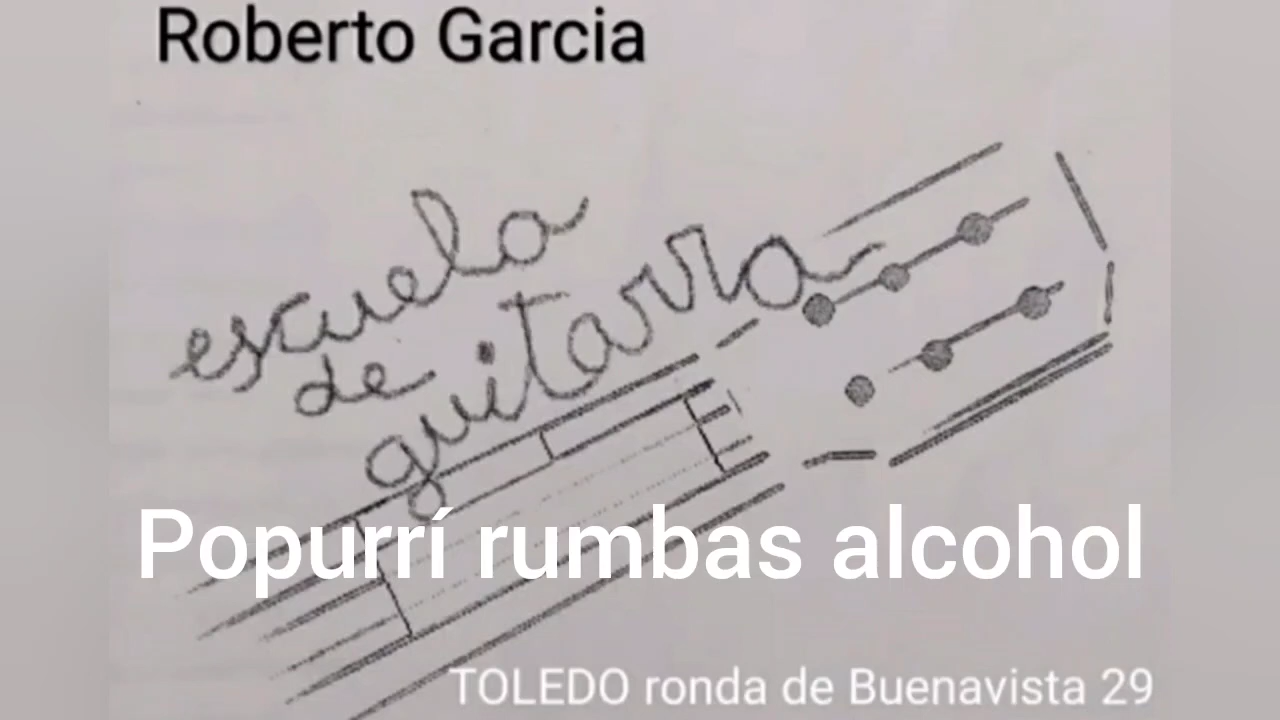 Roberto Garcia
escuela
de
guitarra
Popurrí rumbas alcohol
TOLEDO ronda de Buenavista 29